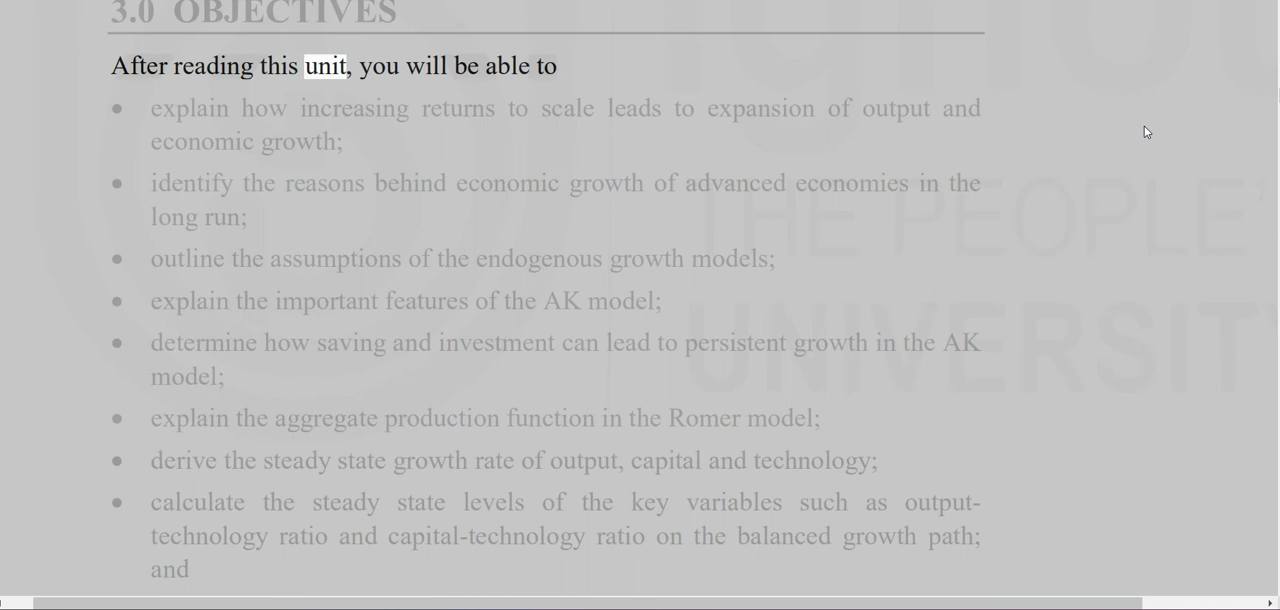 3.0 OBJECTIVES
After reading this unit, you will be able to
• explain how increasing returns to scale leads to expansion of output and
economic growth;
• identify the reasons behind economic growth of advanced economies in the
long run;
• outline the assumptions of the endogenous growth models;
• explain the important features of the AK model;
• determine how saving and investment can lead to persistent growth in the AK
model;
• explain the aggregate production function in the Romer model;
• derive the steady state growth rate of output, capital and technology;
• calculate the steady state levels of the key variables such as output-
technology ratio and capital-technology ratio on the balanced growth path;
and
THE PEOPLE'
UNIVERSIT